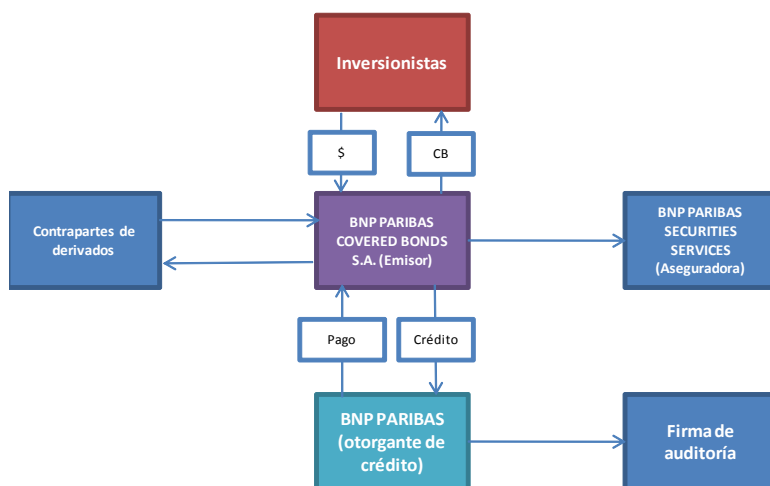 Inversionistas
$
CB
Contrapartes de
derivados
BNP PARIBAS
COVERED BONDS
S.A. (Emisor)
BNP PARIBAS
SECURITIES
SERVICES
(Aseguradora)
Pago
Crédito
BNP PARIBAS
(otorgante de
crédito)
Firma de
auditoría